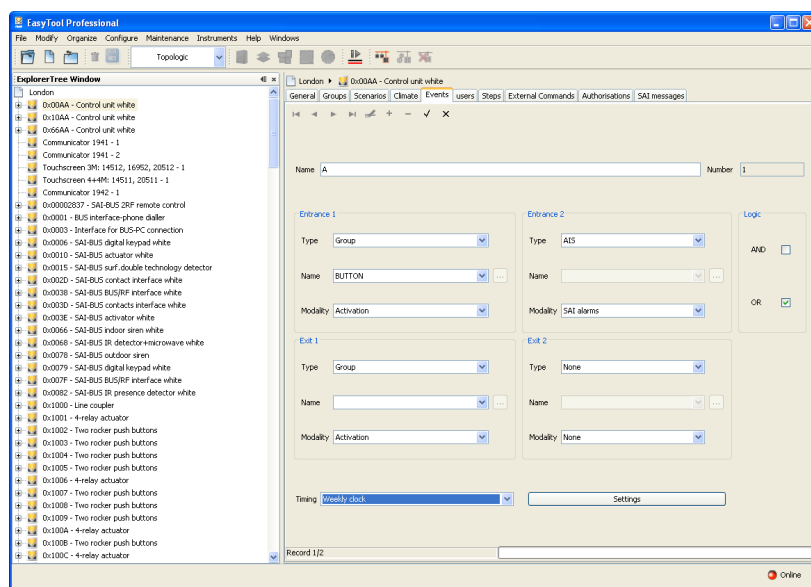 EasyTool Professional
File Modify Organize Configure Maintenance Instruments Help Windows
Topologic
ExplorerTree Window
London
0x00AA - Control unit white
0x10AA - Control unit white
0x66AA - Control unit white
Communicator 1941 - 1
Communicator 1941 - 2
Touchscreen 3M: 14512, 16952, 20512 - 1
Touchscreen 4+4M: 14511, 20511 - 1
Communicator 1942 - 1
0x00002837 - SAI-BUS 2RF remote control
0x0001 - BUS interface-phone dialler
0x0003 - Interface for BUS-PC connection
0x0006 - SAI-BUS digital keypad white
0x0010 - SAI-BUS actuator white
0x0015 - SAI-BUS surf.double technology detector
0x002D - SAI-BUS contact interface white
0x0038 - SAI-BUS BUS/RF interface white
0x003D - SAI-BUS contacts interface white
0x003E - SAI-BUS activator white
0x0066 - SAI-BUS indoor siren white
0x0068 - SAI-BUS IR detector+microwave white
0x0078 - SAI-BUS outdoor siren
0x0079 - SAI-BUS digital keypad white
0x007F - SAI-BUS BUS/RF interface white
0x0082 - SAI-BUS IR presence detector white
0x1000 - Line coupler
0x1001 - 4-relay actuator
0x1002 - Two rocker push buttons
0x1003 - Two rocker push buttons
0x1004 - Two rocker push buttons
0x1005 - Two rocker push buttons
0x1006 - 4-relay actuator
0x1007 - Two rocker push buttons
0x1008 - Two rocker push buttons
0x1009 - Two rocker push buttons
0x100A - 4-relay actuator
0x100B - Two rocker push buttons
0x100C - 4-relay actuator
London 0x00AA - Control unit white
General Groups Scenarios Climate Events users Steps External Commands Authorisations SAI messages
Name A Number 1
Entrance 1 Entrance 2 Logic
Type Group Type AIS AND
Name BUTTON ... Name ...
Modality Activation Modality SAI alarms OR
Exit 1 Exit 2
Type Group Type None
Name ... Name ...
Modality Activation Modality None
Timing Weekly clock Settings
Record 1/2
Online